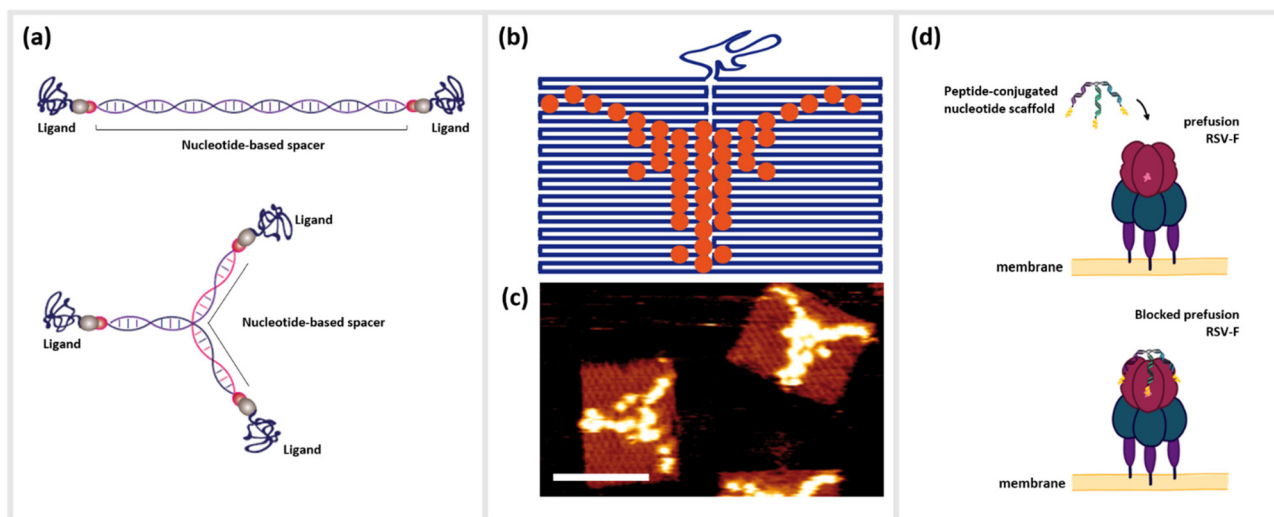 (a)
Ligand
Ligand
Nucleotide-based spacer
Ligand
Nucleotide-based spacer
Ligand
Ligand
(b)
(c)
(d)
Peptide-conjugated
nucleotide scaffold
prefusion
RSV-F
membrane
Blocked prefusion
RSV-F
membrane